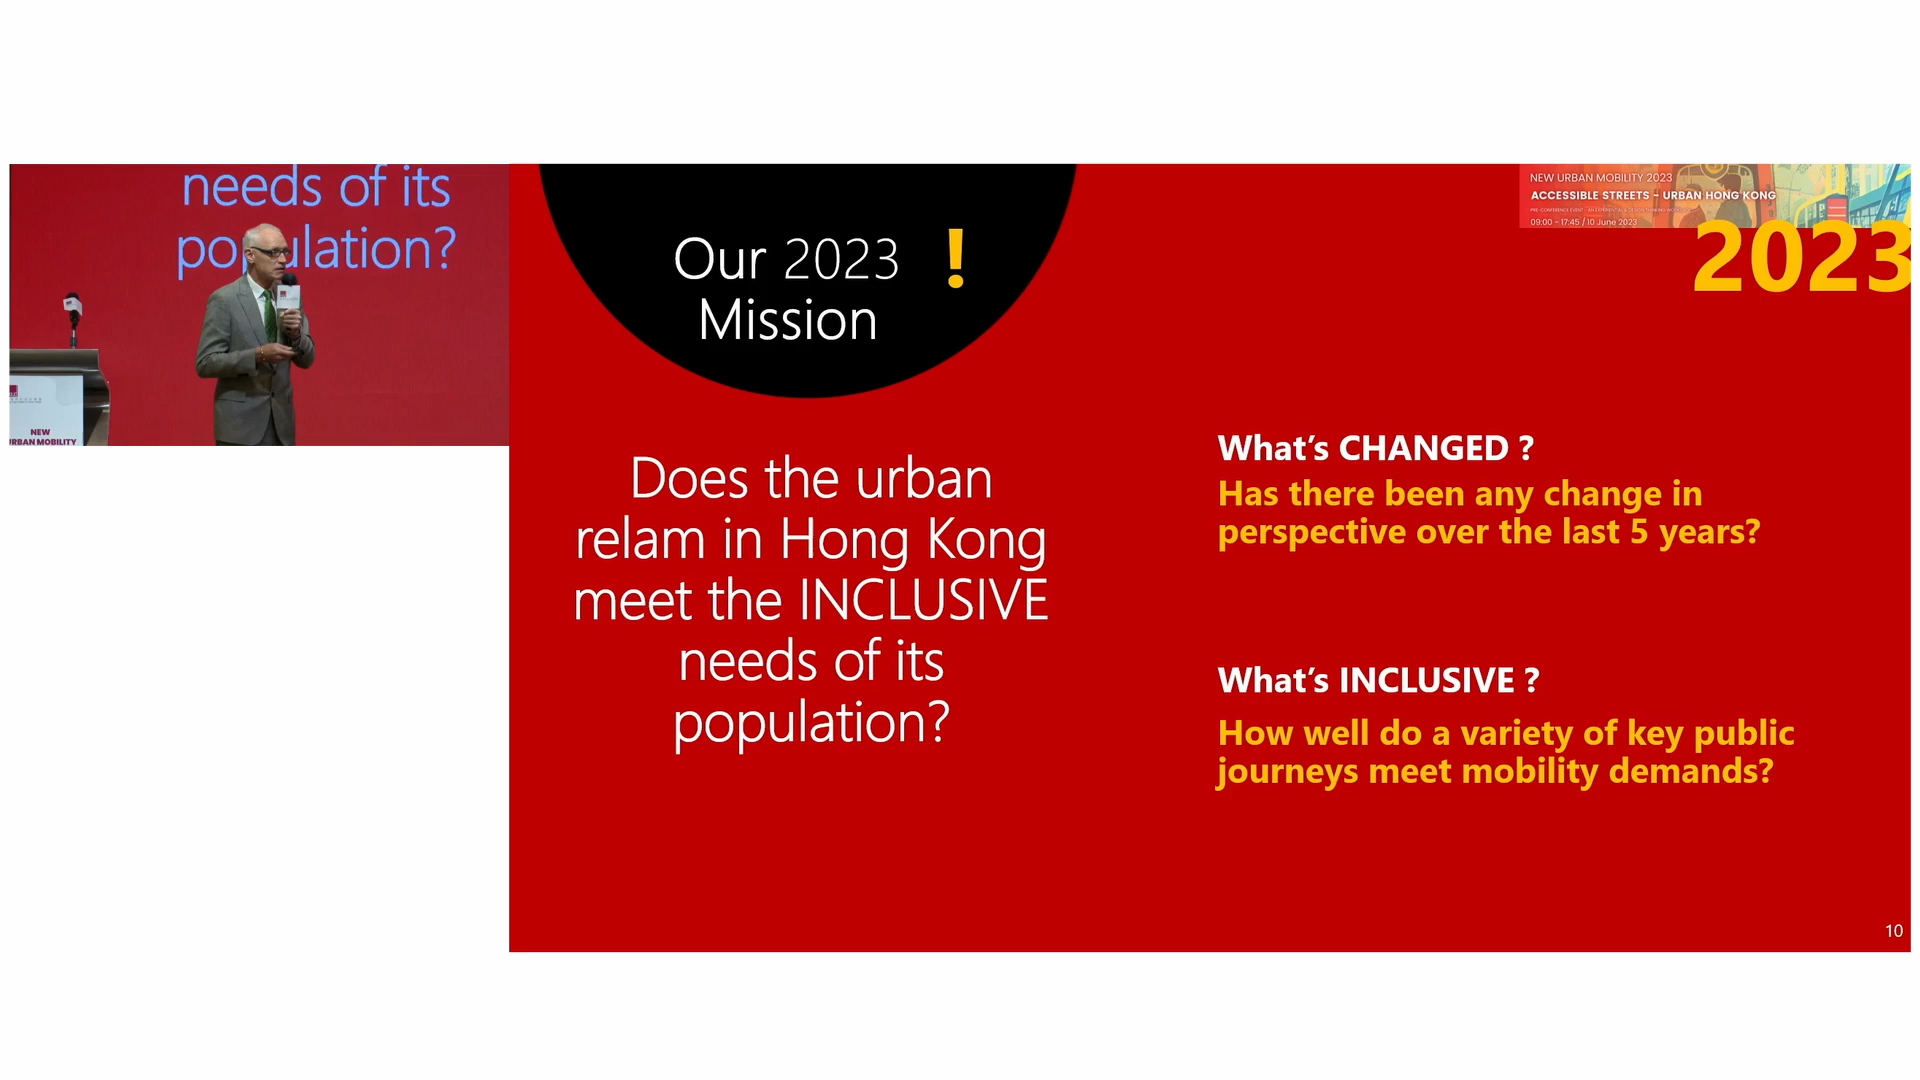 needs of its
population?
NEW
URBAN MOBILITY
Our 2023 !
Mission
Does the urban
relam in Hong Kong
meet the INCLUSIVE
needs of its
population?
NEW URBAN MOBILITY 2023
ACCESSIBLE STREETS - URBAN HONG KONG
09:00 - 17:45 / 10 June 2023
2023
What's CHANGED ?
Has there been any change in
perspective over the last 5 years?
What's INCLUSIVE ?
How well do a variety of key public
journeys meet mobility demands?
10